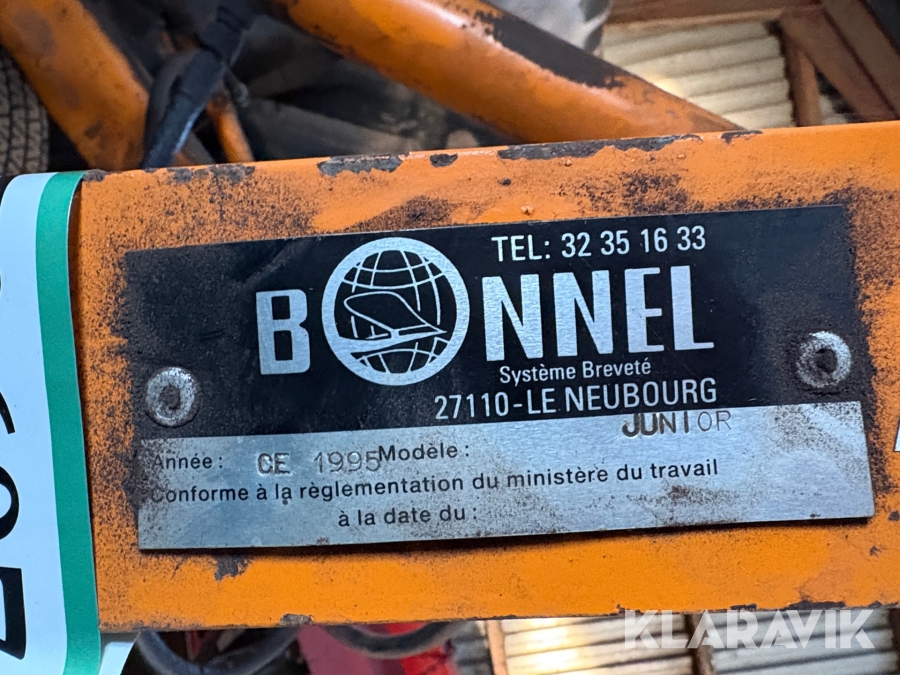 TEL: 32 35 16 33
BONNEL
Système Breveté
27110-LE NEUBOURG
JUNIOR
Année : CE 1995 Modèle :
Conforme à la règlementation du ministère du travail
à la date du :
KLARAVIK